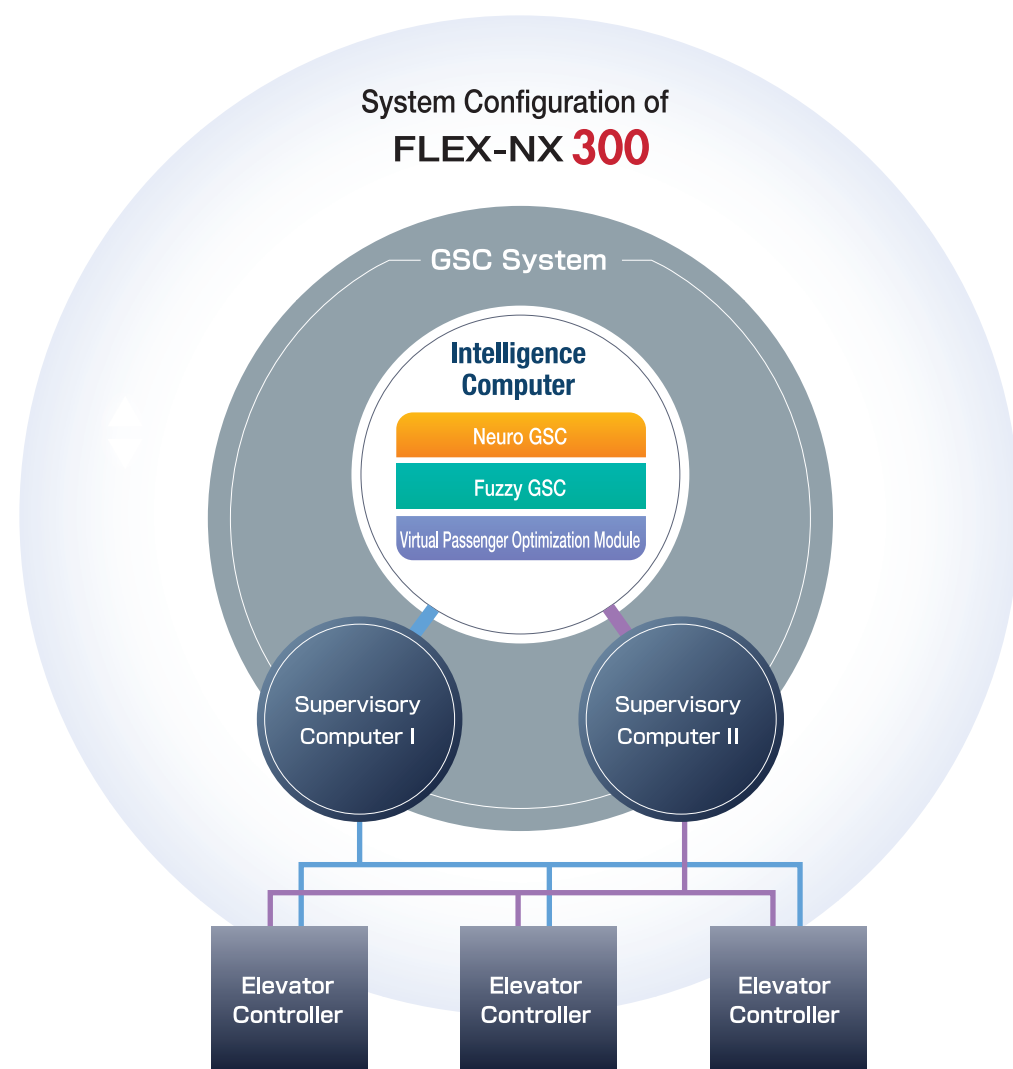 System Configuration of
FLEX-NX 300
GSC System
Intelligence
Computer
Neuro GSC
Fuzzy GSC
Virtual Passenger Optimization Module
Supervisory
Computer I
Supervisory
Computer II
Elevator
Controller
Elevator
Controller
Elevator
Controller